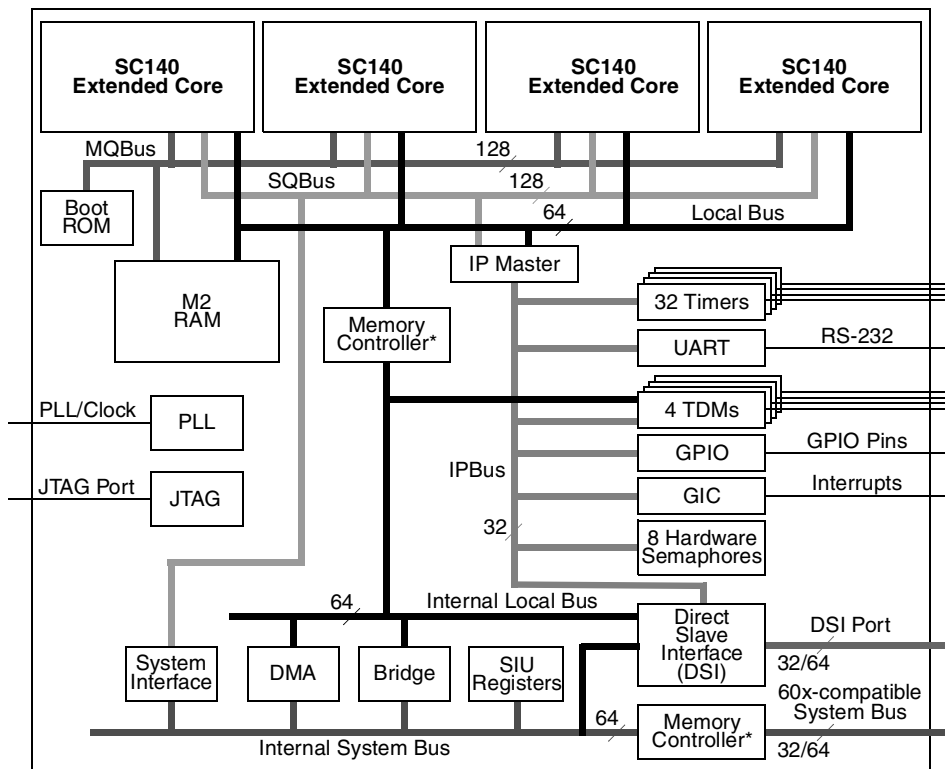 SC140
Extended Core
SC140
Extended Core
SC140
Extended Core
SC140
Extended Core
MQBus
128
SQBus
128
64
Local Bus
Boot
ROM
IP Master
M2
RAM
32 Timers
Memory
Controller*
UART
RS-232
PLL/Clock
PLL
4 TDMs
GPIO
GPIO Pins
IPBus
JTAG Port
JTAG
GIC
Interrupts
32
8 Hardware
Semaphores
64
Internal Local Bus
Direct
Slave
Interface
(DSI)
DSI Port
32/64
System
Interface
DMA
Bridge
SIU
Registers
60x-compatible
System Bus
64
Memory
Controller*
32/64
Internal System Bus